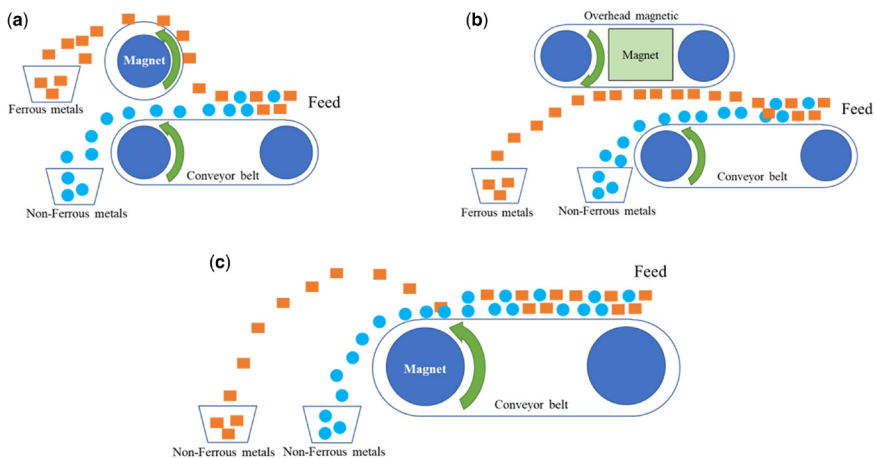 (a)
Magnet
Ferrous metals
Feed
Conveyor belt
Non-Ferrous metals
(b)
Overhead magnetic
Magnet
Feed
Conveyor belt
Ferrous metals
Non-Ferrous metals
(c)
Feed
Magnet
Conveyor belt
Non-Ferrous metals
Non-Ferrous metals